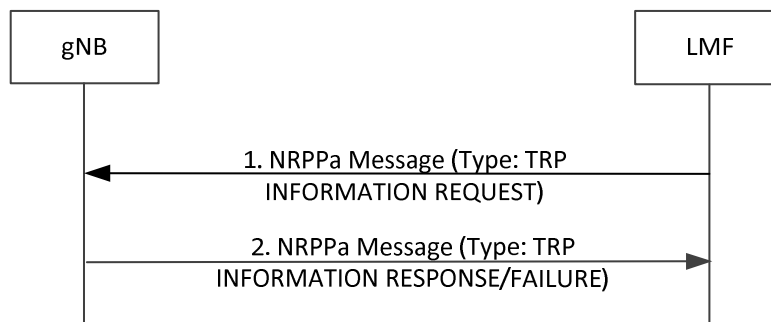 gNB
LMF
1. NRPPa Message (Type: TRP
INFORMATION REQUEST)
2. NRPPa Message (Type: TRP
INFORMATION RESPONSE/FAILURE)